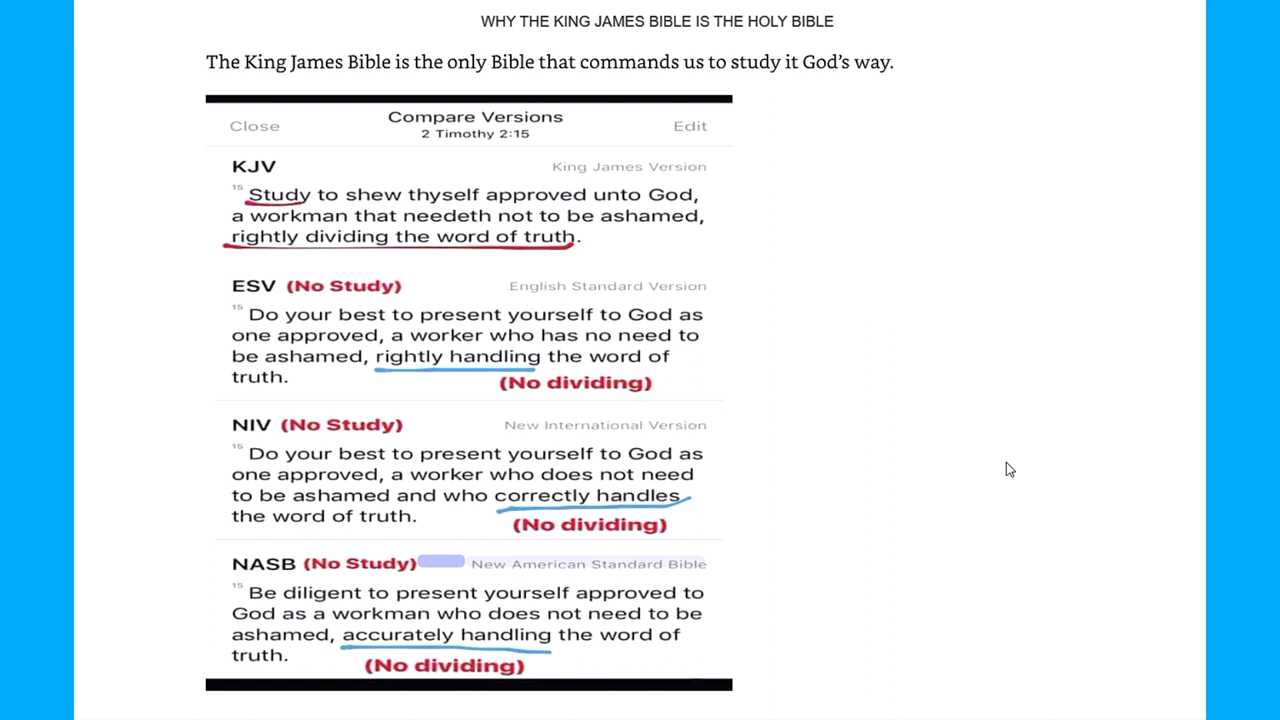 WHY THE KING JAMES BIBLE IS THE HOLY BIBLE
The King James Bible is the only Bible that commands us to study it God's way.
Close Compare Versions Edit
2 Timothy 2:15
KJV King James Version
15 Study to shew thyself approved unto God,
a workman that needeth not to be ashamed,
rightly dividing the word of truth.
ESV (No Study) English Standard Version
15 Do your best to present yourself to God as
one approved, a worker who has no need to
be ashamed, rightly handling the word of
truth. (No dividing)
NIV (No Study) New International Version
15 Do your best to present yourself to God as
one approved, a worker who does not need
to be ashamed and who correctly handles
the word of truth. (No dividing)
NASB (No Study) New American Standard Bible
15 Be diligent to present yourself approved to
God as a workman who does not need to be
ashamed, accurately handling the word of
truth. (No dividing)